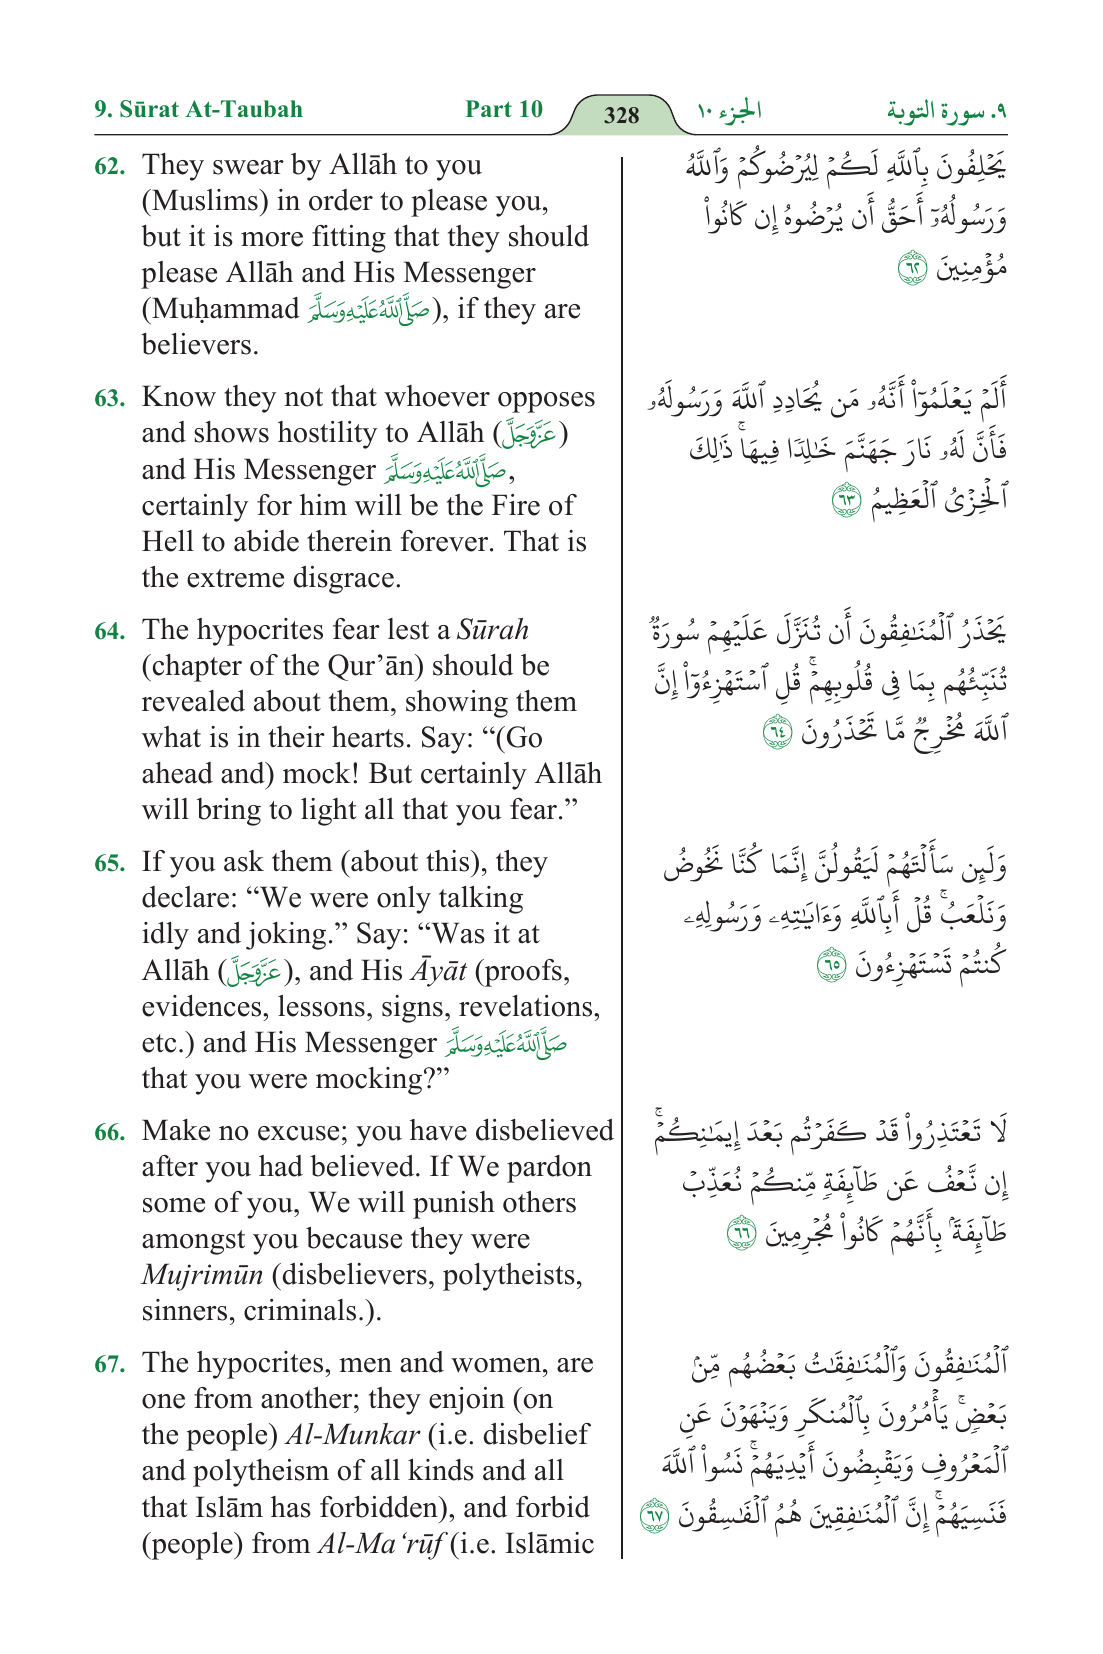 9. Sūrat At-Taubah Part 10 328 الجزء ١٠ ٩. سورة التوبة
62. They swear by Allāh to you
(Muslims) in order to please you,
but it is more fitting that they should
please Allāh and His Messenger
(Muḥammad صَلَّى ٱللَّهُ عَلَيْهِ وَسَلَّمَ), if they are
believers.
يَحْلِفُونَ بِٱللَّهِ لَكُمْ لِيُرْضُوكُمْ وَٱللَّهُ
وَرَسُولُهُۥٓ أَحَقُّ أَن يُرْضُوهُ إِن كَانُوا۟
مُؤْمِنِينَ ٦٢
63. Know they not that whoever opposes
and shows hostility to Allāh (عَزَّوَجَلَّ)
and His Messenger صَلَّى ٱللَّهُ عَلَيْهِ وَسَلَّمَ,
certainly for him will be the Fire of
Hell to abide therein forever. That is
the extreme disgrace.
أَلَمْ يَعْلَمُوٓا۟ أَنَّهُۥ مَن يُحَادِدِ ٱللَّهَ وَرَسُولَهُۥ
فَأَنَّ لَهُۥ نَارَ جَهَنَّمَ خَـٰلِدًا فِيهَا ۚ ذَٰلِكَ
ٱلْخِزْىُ ٱلْعَظِيمُ ٦٣
64. The hypocrites fear lest a Sūrah
(chapter of the Qur’ān) should be
revealed about them, showing them
what is in their hearts. Say: “(Go
ahead and) mock! But certainly Allāh
will bring to light all that you fear.”
يَحْذَرُ ٱلْمُنَـٰفِقُونَ أَن تُنَزَّلَ عَلَيْهِمْ سُورَةٌ
تُنَبِّئُهُم بِمَا فِى قُلُوبِهِمْ ۚ قُلِ ٱسْتَهْزِءُوٓا۟ إِنَّ
ٱللَّهَ مُخْرِجٌ مَّا تَحْذَرُونَ ٦٤
65. If you ask them (about this), they
declare: “We were only talking
idly and joking.” Say: “Was it at
Allāh (عَزَّوَجَلَّ), and His Āyāt (proofs,
evidences, lessons, signs, revelations,
etc.) and His Messenger صَلَّى ٱللَّهُ عَلَيْهِ وَسَلَّمَ
that you were mocking?”
وَلَئِن سَأَلْتَهُمْ لَيَقُولُنَّ إِنَّمَا كُنَّا نَخُوضُ
وَنَلْعَبُ ۚ قُلْ أَبِٱللَّهِ وَءَايَـٰتِهِۦ وَرَسُولِهِۦ
كُنتُمْ تَسْتَهْزِءُونَ ٦٥
66. Make no excuse; you have disbelieved
after you had believed. If We pardon
some of you, We will punish others
amongst you because they were
Mujrimūn (disbelievers, polytheists,
sinners, criminals.).
لَا تَعْتَذِرُوا۟ قَدْ كَفَرْتُم بَعْدَ إِيمَـٰنِكُمْ ۚ
إِن نَّعْفُ عَن طَآئِفَةٍ مِّنكُمْ نُعَذِّبْ
طَآئِفَةًۢ بِأَنَّهُمْ كَانُوا۟ مُجْرِمِينَ ٦٦
67. The hypocrites, men and women, are
one from another; they enjoin (on
the people) Al-Munkar (i.e. disbelief
and polytheism of all kinds and all
that Islām has forbidden), and forbid
(people) from Al-Ma‘rūf (i.e. Islāmic
ٱلْمُنَـٰفِقُونَ وَٱلْمُنَـٰفِقَـٰتُ بَعْضُهُم مِّنۢ
بَعْضٍ ۚ يَأْمُرُونَ بِٱلْمُنكَرِ وَيَنْهَوْنَ عَنِ
ٱلْمَعْرُوفِ وَيَقْبِضُونَ أَيْدِيَهُمْ ۚ نَسُوا۟ ٱللَّهَ
فَنَسِيَهُمْ ۗ إِنَّ ٱلْمُنَـٰفِقِينَ هُمُ ٱلْفَـٰسِقُونَ ٦٧